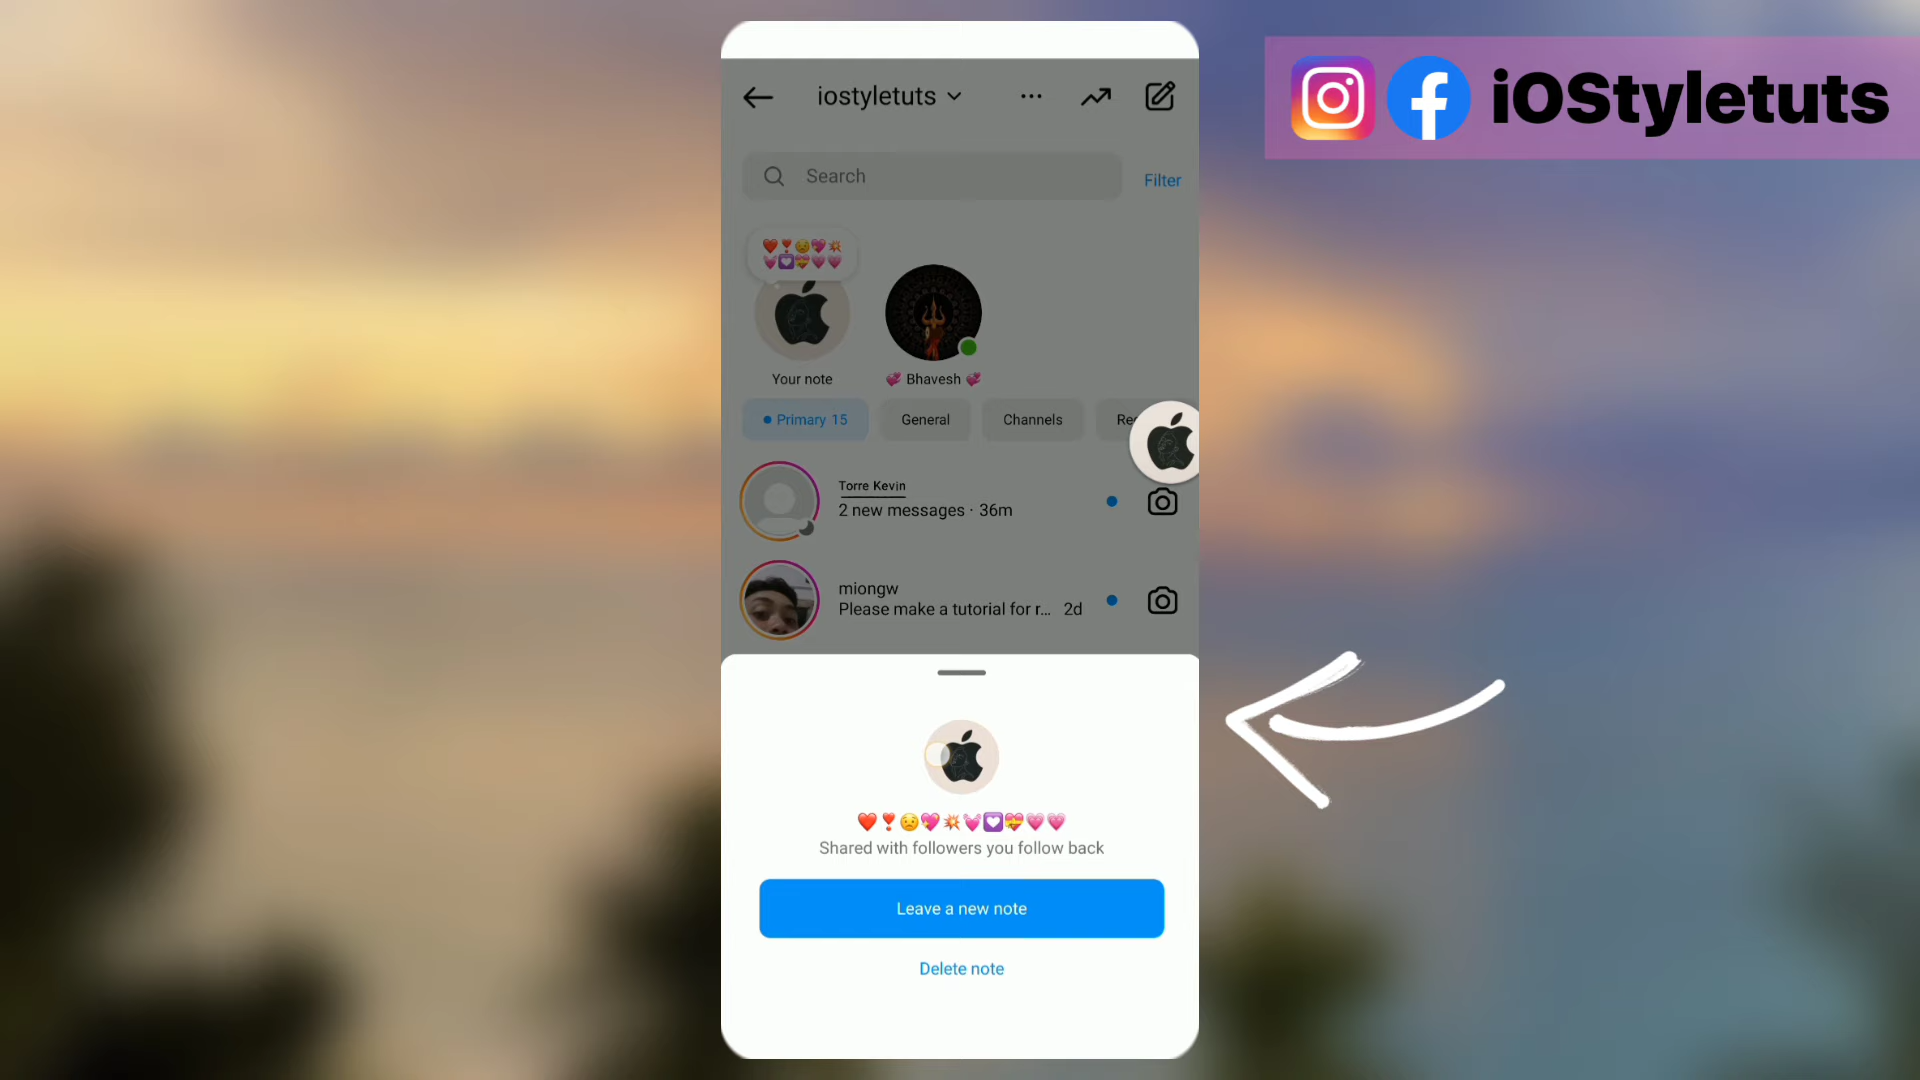 iOStyletuts
iostyletuts
Search
Filter
❤️❣️😟💖💥
💓💟💝💗💗
Your note
💞 Bhavesh 💞
Primary 15
General
Channels
Torre Kevin
2 new messages · 36m
miongw
Please make a tutorial for r... 2d
❤️❣️😟💖💥💓💟💝💗💗
Shared with followers you follow back
Leave a new note
Delete note